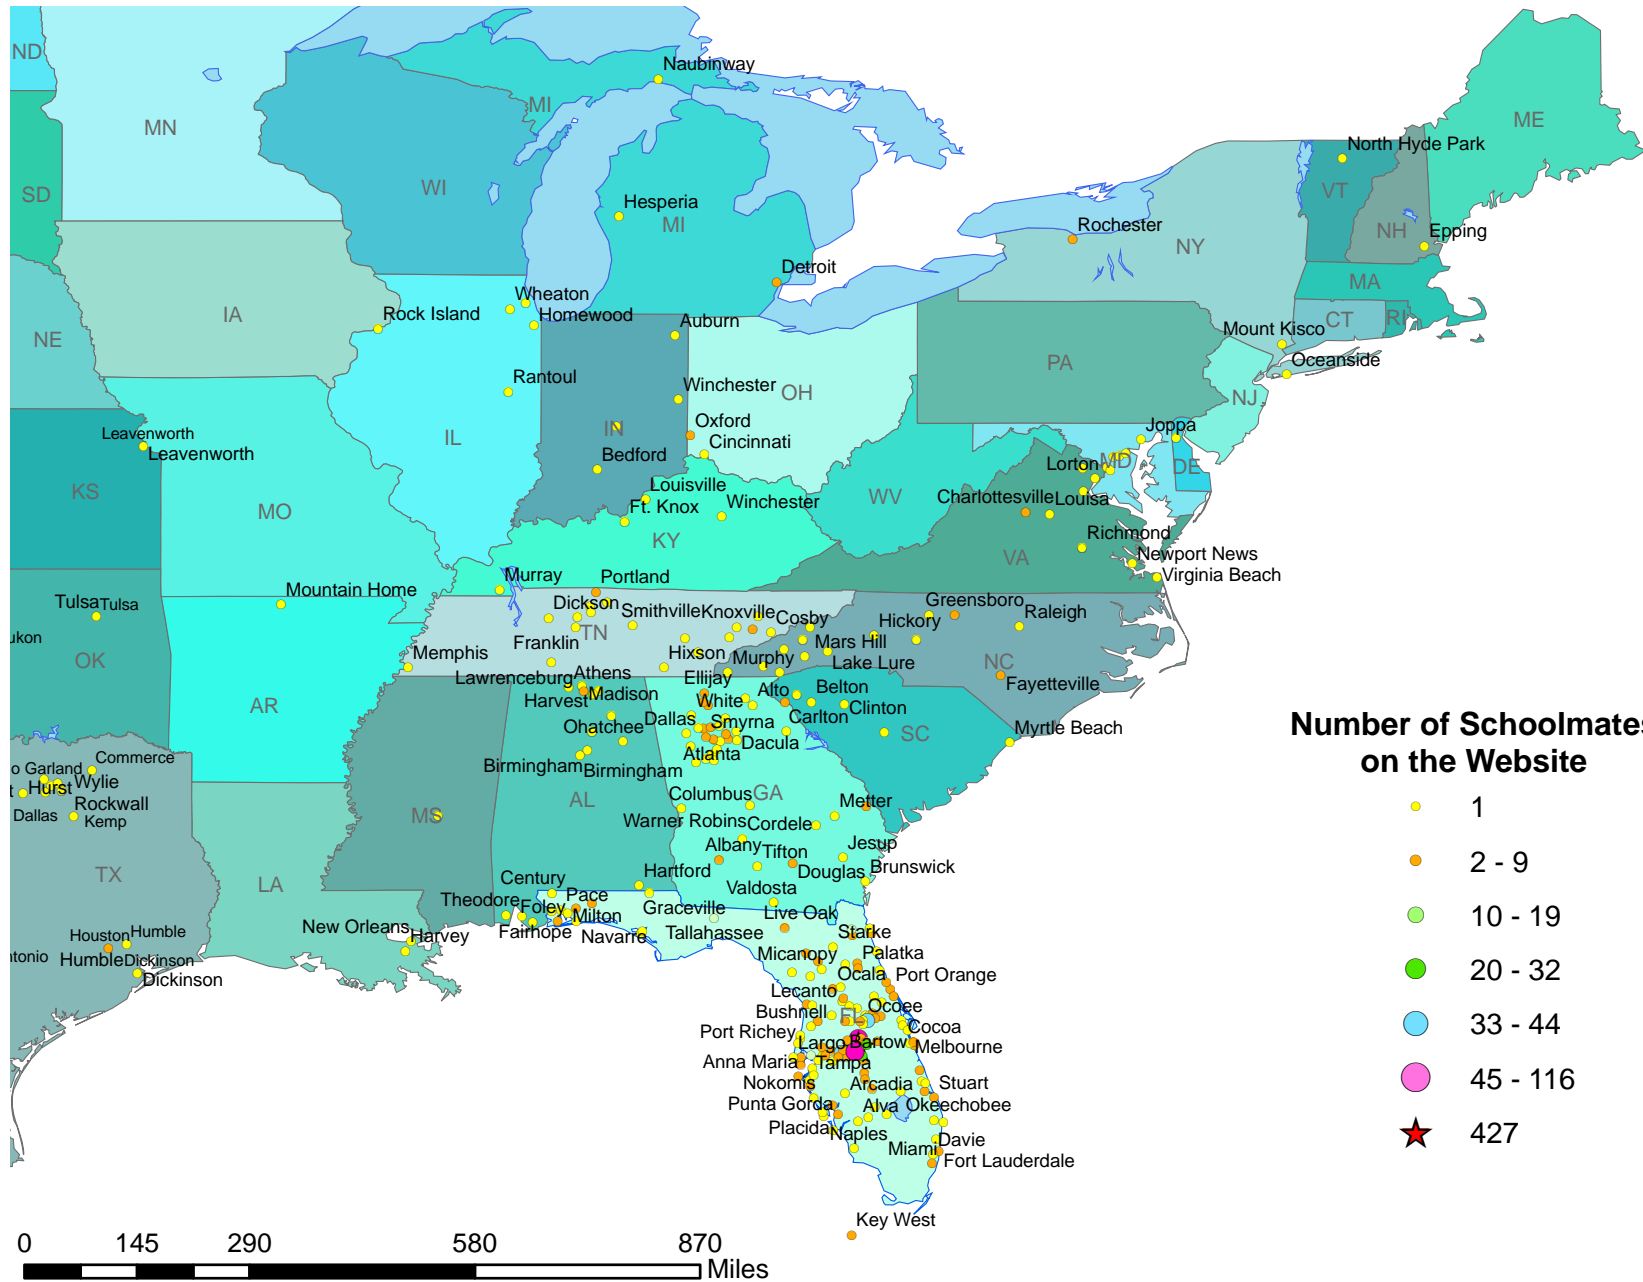 Naubinway
ND
MI
MN
ME
North Hyde Park
WI
SD
VT
Hesperia
MI
Rochester
NH
Epping
NY
Detroit
MA
Wheaton
Rock Island
Homewood
IA
Auburn
CT
RI
NE
Mount Kisco
Oceanside
PA
Rantoul
Winchester
OH
NJ
Oxford
Joppa
Leavenworth
IN
Cincinnati
IL
Leavenworth
Bedford
Lorton
MD
DE
KS
Louisville
WV
Charlottesville
Louisa
Ft. Knox
Winchester
MO
KY
Richmond
VA
Newport News
Murray
Portland
Virginia Beach
Mountain Home
Tulsa
Tulsa
Dickson
Smithville
Knoxville
Cosby
Greensboro
Raleigh
Hickory
ukon
Franklin
TN
Mars Hill
OK
Memphis
Hixson
Murphy
Lake Lure
NC
Lawrenceburg
Athens
Ellijay
Fayetteville
Harvest
Madison
White
Alto
Belton
AR
Clinton
Dallas
Smyrna
Carlton
Ohatchee
SC
Myrtle Beach
Number of Schoolmates
on the Website
Atlanta
Dacula
o Garland
Commerce
Birmingham
Birmingham
t
Hurst
Wylie
Rockwall
Columbus
GA
Metter
AL
1
Dallas
Kemp
MS
Warner Robins
Cordele
Albany
Tifton
Jesup
2 - 9
TX
LA
Hartford
Douglas
Brunswick
Century
Valdosta
Theodore
Foley
Pace
Graceville
Live Oak
10 - 19
Milton
New Orleans
Harvey
Fairhope
Navarre
Tallahassee
Starke
Houston
Humble
Micanopy
Palatka
ntonio
Humble
Dickinson
Ocala
Port Orange
20 - 32
Dickinson
Lecanto
Bushnell
FL
Ocoee
33 - 44
Port Richey
Cocoa
Largo
Bartow
Melbourne
Anna Maria
Tampa
Nokomis
Arcadia
Stuart
45 - 116
Punta Gorda
Alva
Okeechobee
Placida
Naples
Miami
Davie
427
Fort Lauderdale
Key West
0 145 290 580 870
Miles